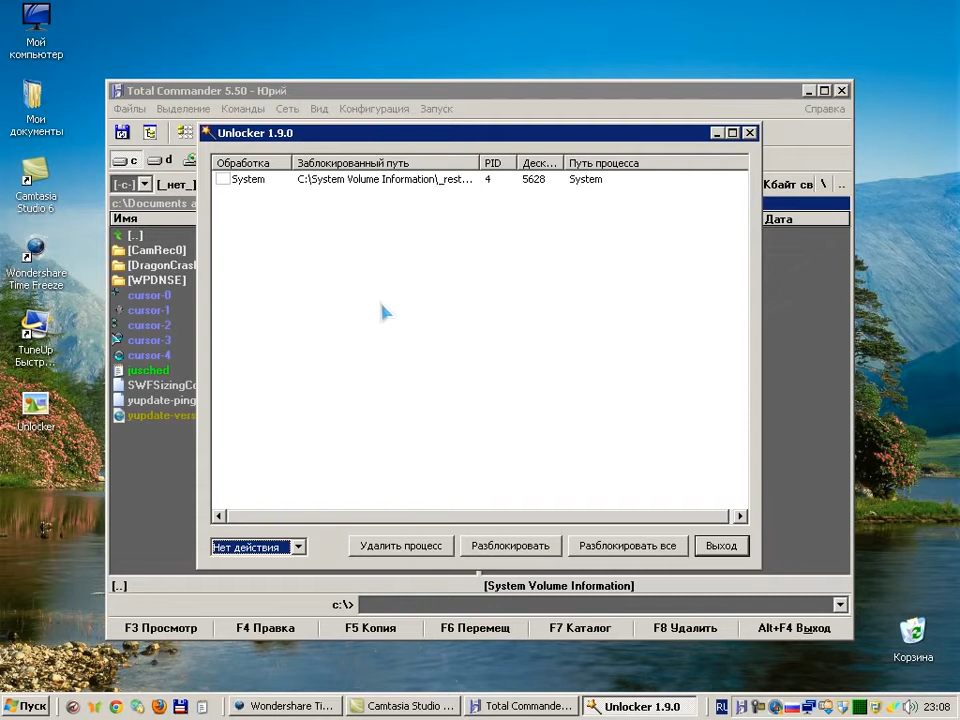 Мой
компьютер
Мои
документы
Camtasia
Studio 6
Wondershare
Time Freeze
TuneUp
Быстр...
Unlocker
Total Commander 5.50 - Юрий
Файлы Выделение Команды Сеть Вид Конфигурация Запуск Справка
Unlocker 1.9.0
c d
[-c-] [_нет_] Кбайт св \ ..
c:\Documents a
Имя Дата
[..]
[CamRec0]
[DragonCrash
[WPDNSE]
cursor-0
cursor-1
cursor-2
cursor-3
cursor-4
jusched
SWFSizingCo
yupdate-ping
yupdate-vers
Обработка Заблокированный путь PID Деск... Путь процесса
System C:\System Volume Information\_rest... 4 5628 System
Нет действия Удалить процесс Разблокировать Разблокировать все Выход
[..] [System Volume Information]
c:\>
F3 Просмотр F4 Правка F5 Копия F6 Перемещ F7 Каталог F8 Удалить Alt+F4 Выход
Корзина
Пуск Wondershare Ti... Camtasia Studio ... Total Commande... Unlocker 1.9.0 RL 23:08